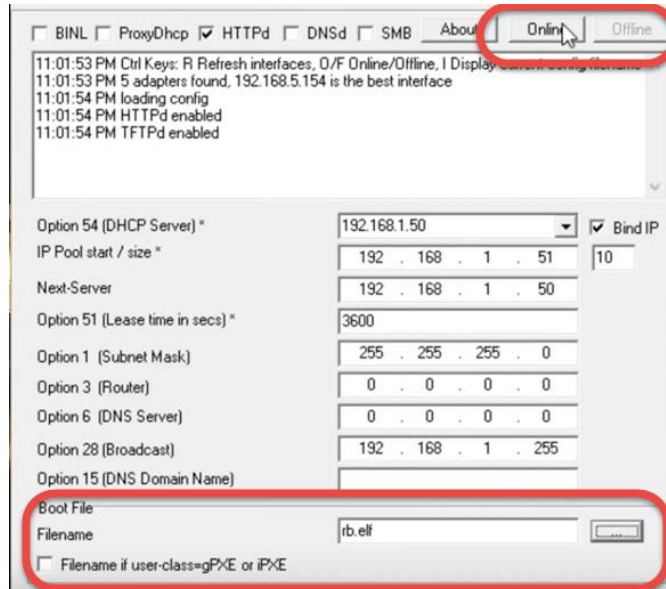 BINL ProxyDhcp HTTPd DNSd SMB About Online Offline
11:01:53 PM Ctrl Keys: R Refresh interfaces, O/F Online/Offline, I Display current config filename
11:01:53 PM 5 adapters found, 192.168.5.154 is the best interface
11:01:54 PM loading config
11:01:54 PM HTTPd enabled
11:01:54 PM TFTPd enabled
Option 54 (DHCP Server) * 192.168.1.50 Bind IP
IP Pool start / size * 192 . 168 . 1 . 51 10
Next-Server 192 . 168 . 1 . 50
Option 51 (Lease time in secs) * 3600
Option 1 (Subnet Mask) 255 . 255 . 255 . 0
Option 3 (Router) 0 . 0 . 0 . 0
Option 6 (DNS Server) 0 . 0 . 0 . 0
Option 28 (Broadcast) 192 . 168 . 1 . 255
Option 15 (DNS Domain Name)
Boot File
Filename rb.elf ...
Filename if user-class=gPXE or iPXE